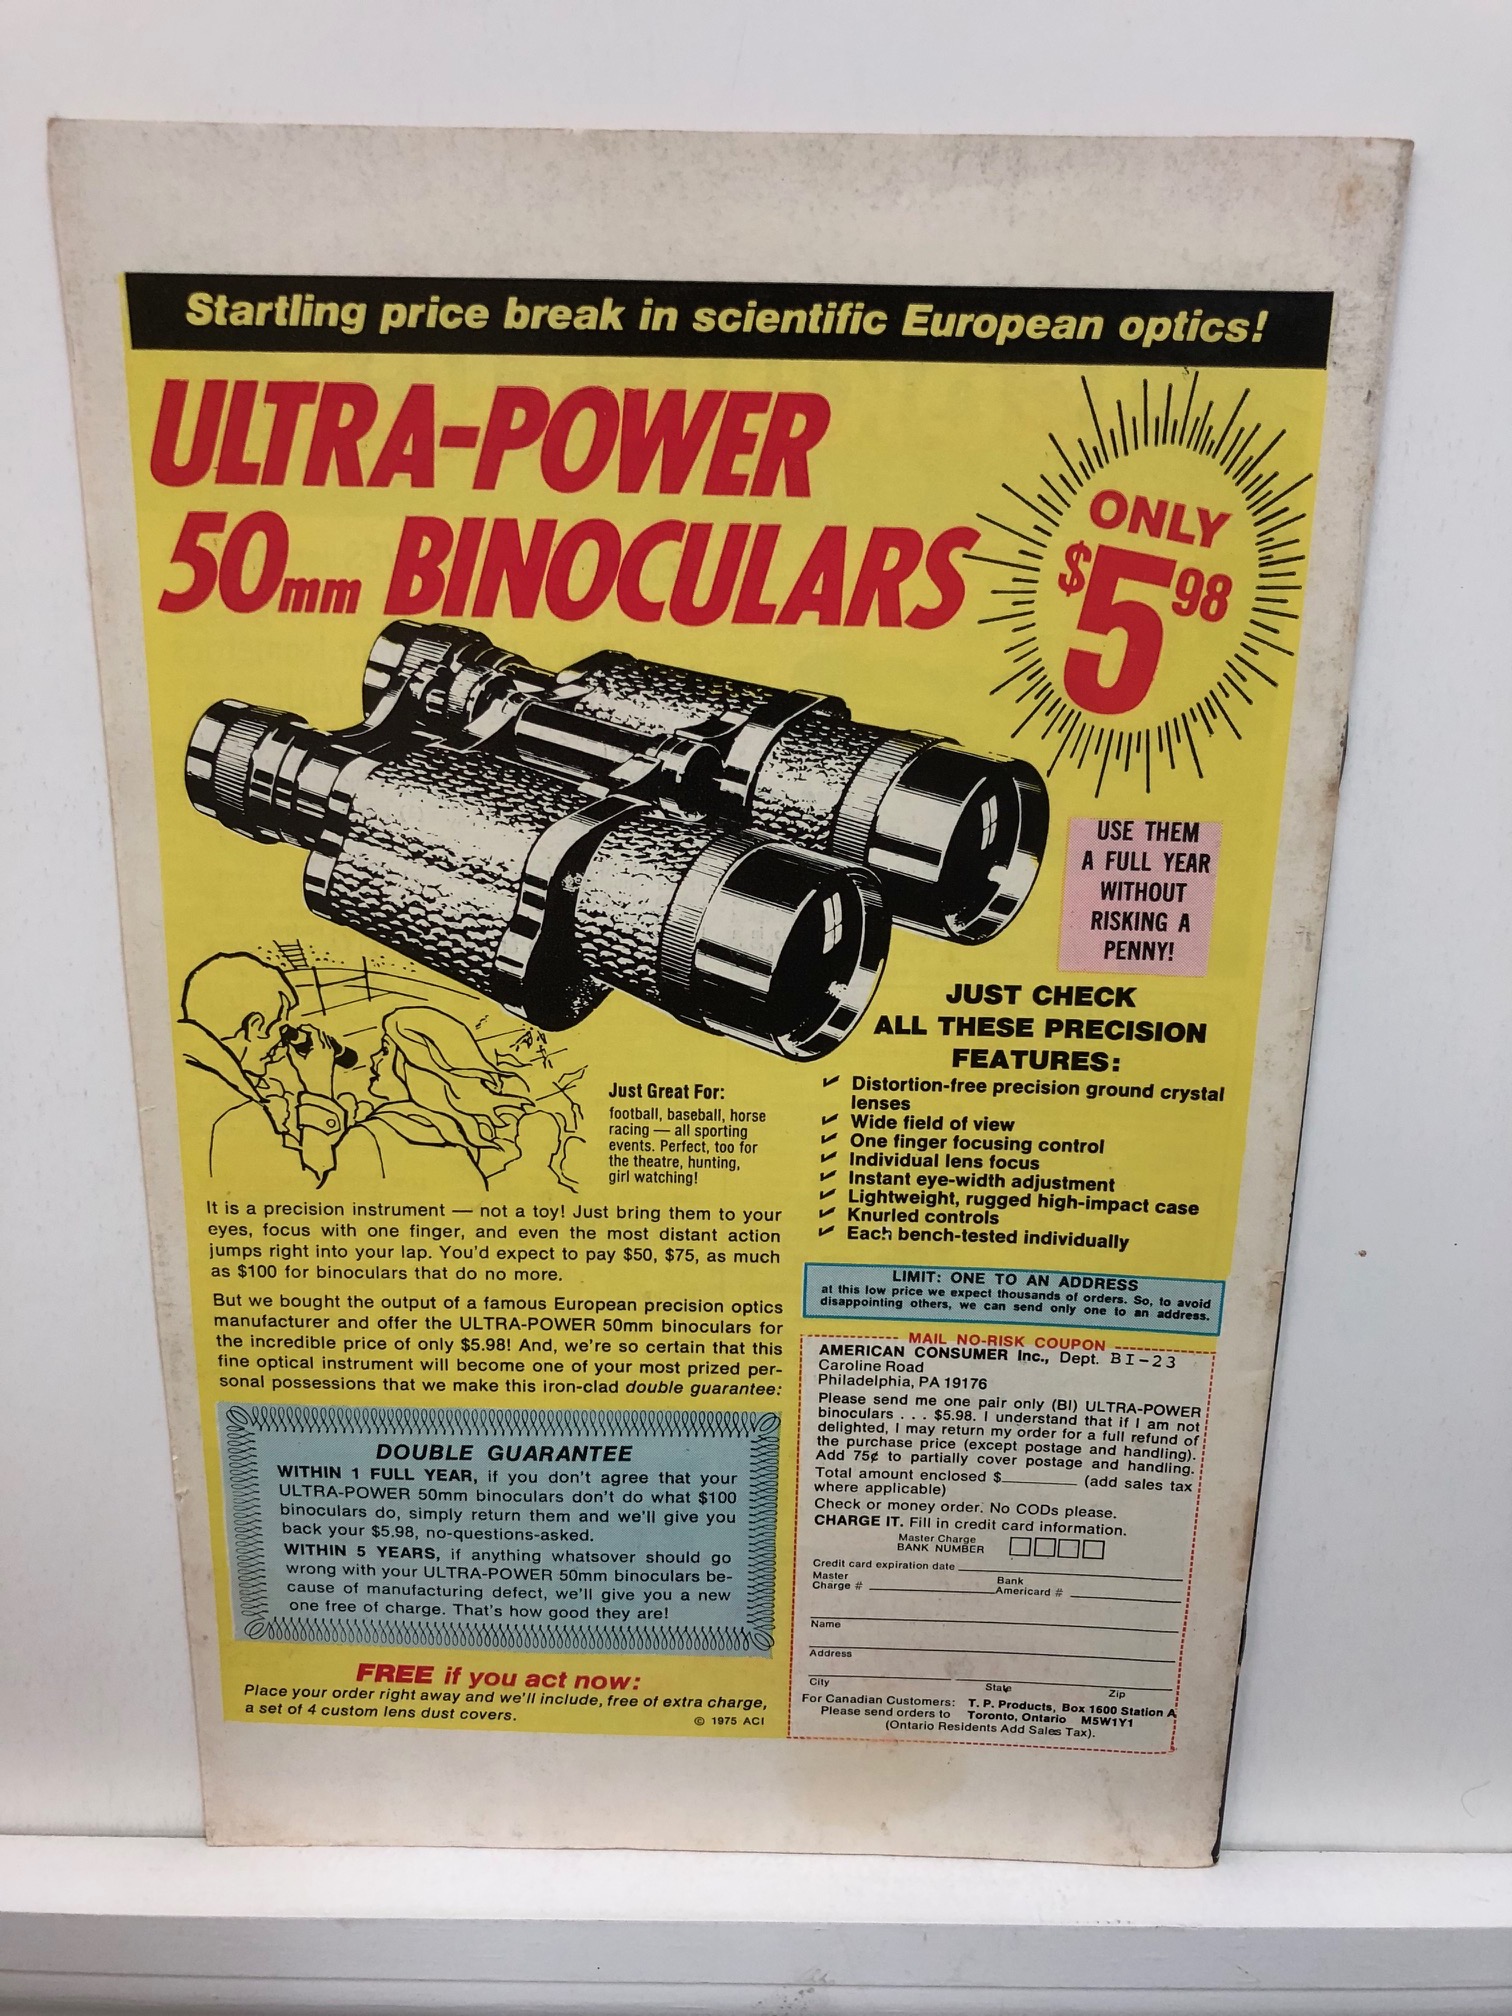 Startling price break in scientific European optics!
ULTRA-POWER
50mm BINOCULARS
ONLY
$5 98
USE THEM
A FULL YEAR
WITHOUT
RISKING A
PENNY!
JUST CHECK
ALL THESE PRECISION
FEATURES:
Distortion-free precision ground crystal
lenses
Wide field of view
One finger focusing control
Individual lens focus
Instant eye-width adjustment
Lightweight, rugged high-impact case
Knurled controls
Each bench-tested individually
Just Great For:
football, baseball, horse
racing — all sporting
events. Perfect, too for
the theatre, hunting,
girl watching!
It is a precision instrument — not a toy! Just bring them to your
eyes, focus with one finger, and even the most distant action
jumps right into your lap. You'd expect to pay $50, $75, as much
as $100 for binoculars that do no more.
But we bought the output of a famous European precision optics
manufacturer and offer the ULTRA-POWER 50mm binoculars for
the incredible price of only $5.98! And, we're so certain that this
fine optical instrument will become one of your most prized per-
sonal possessions that we make this iron-clad double guarantee:
DOUBLE GUARANTEE
WITHIN 1 FULL YEAR, if you don't agree that your
ULTRA-POWER 50mm binoculars don't do what $100
binoculars do, simply return them and we'll give you
back your $5.98, no-questions-asked.
WITHIN 5 YEARS, if anything whatsover should go
wrong with your ULTRA-POWER 50mm binoculars be-
cause of manufacturing defect, we'll give you a new
one free of charge. That's how good they are!
FREE if you act now:
Place your order right away and we'll include, free of extra charge,
a set of 4 custom lens dust covers.
© 1975 ACI
LIMIT: ONE TO AN ADDRESS
at this low price we expect thousands of orders. So, to avoid
disappointing others, we can send only one to an address.
MAIL NO-RISK COUPON
AMERICAN CONSUMER Inc., Dept. BI-23
Caroline Road
Philadelphia, PA 19176
Please send me one pair only (BI) ULTRA-POWER
binoculars . . . $5.98. I understand that if I am not
delighted, I may return my order for a full refund of
the purchase price (except postage and handling).
Add 75¢ to partially cover postage and handling.
Total amount enclosed $ (add sales tax
where applicable)
Check or money order. No CODs please.
CHARGE IT. Fill in credit card information.
Master Charge
BANK NUMBER
Credit card expiration date
Master
Charge #
Bank
Americard #
Name
Address
City State Zip
For Canadian Customers: T. P. Products, Box 1600 Station A
Please send orders to Toronto, Ontario M5W1Y1
(Ontario Residents Add Sales Tax).